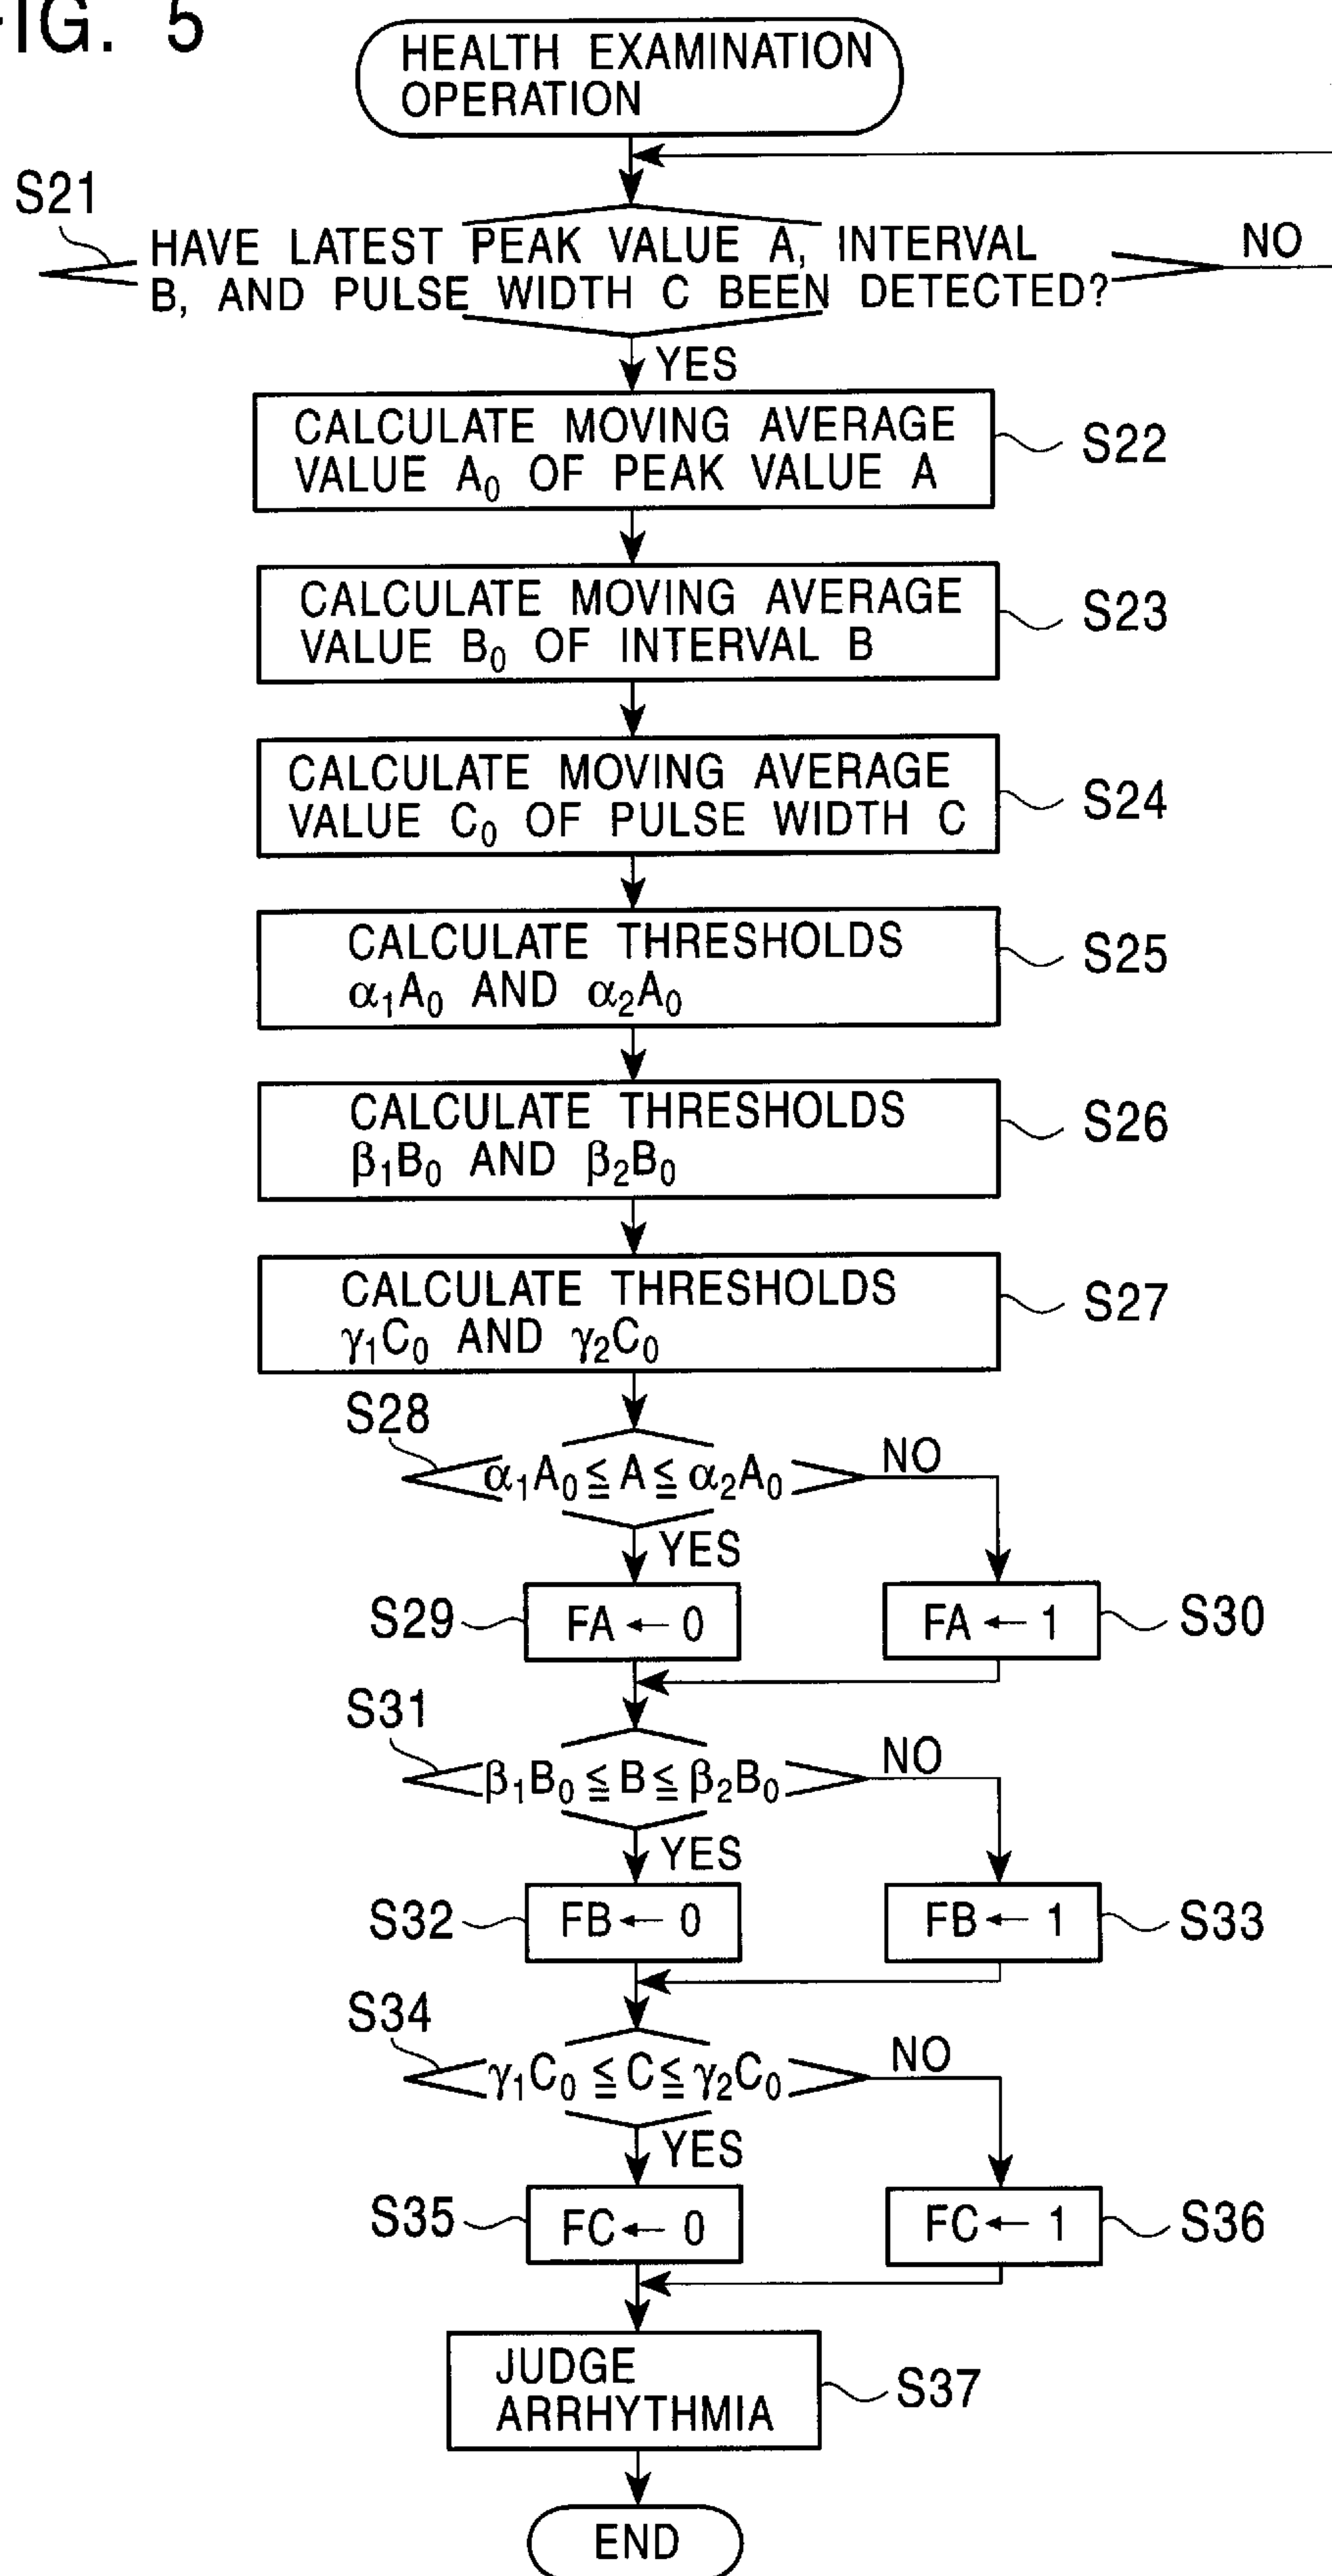 FIG. 5
HEALTH EXAMINATION
OPERATION
S21
HAVE LATEST PEAK VALUE A, INTERVAL
B, AND PULSE WIDTH C BEEN DETECTED?
NO
YES
CALCULATE MOVING AVERAGE
VALUE A₀ OF PEAK VALUE A
S22
CALCULATE MOVING AVERAGE
VALUE B₀ OF INTERVAL B
S23
CALCULATE MOVING AVERAGE
VALUE C₀ OF PULSE WIDTH C
S24
CALCULATE THRESHOLDS
α₁A₀ AND α₂A₀
S25
CALCULATE THRESHOLDS
β₁B₀ AND β₂B₀
S26
CALCULATE THRESHOLDS
γ₁C₀ AND γ₂C₀
S27
S28
α₁A₀ ≦ A ≦ α₂A₀
NO
YES
S29
FA ← 0
FA ← 1
S30
S31
β₁B₀ ≦ B ≦ β₂B₀
NO
YES
S32
FB ← 0
FB ← 1
S33
S34
γ₁C₀ ≦ C ≦ γ₂C₀
NO
YES
S35
FC ← 0
FC ← 1
S36
JUDGE
ARRHYTHMIA
S37
END